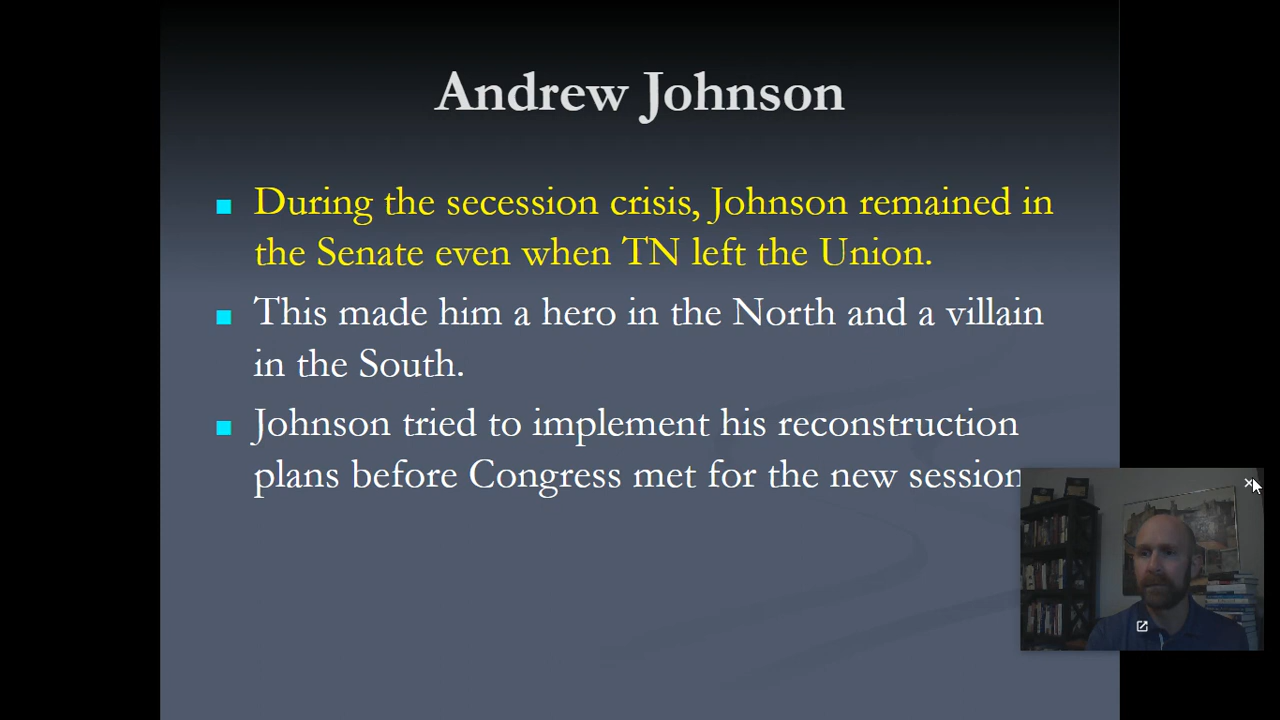 Andrew Johnson
During the secession crisis, Johnson remained in
the Senate even when TN left the Union.
This made him a hero in the North and a villain
in the South.
Johnson tried to implement his reconstruction
plans before Congress met for the new session